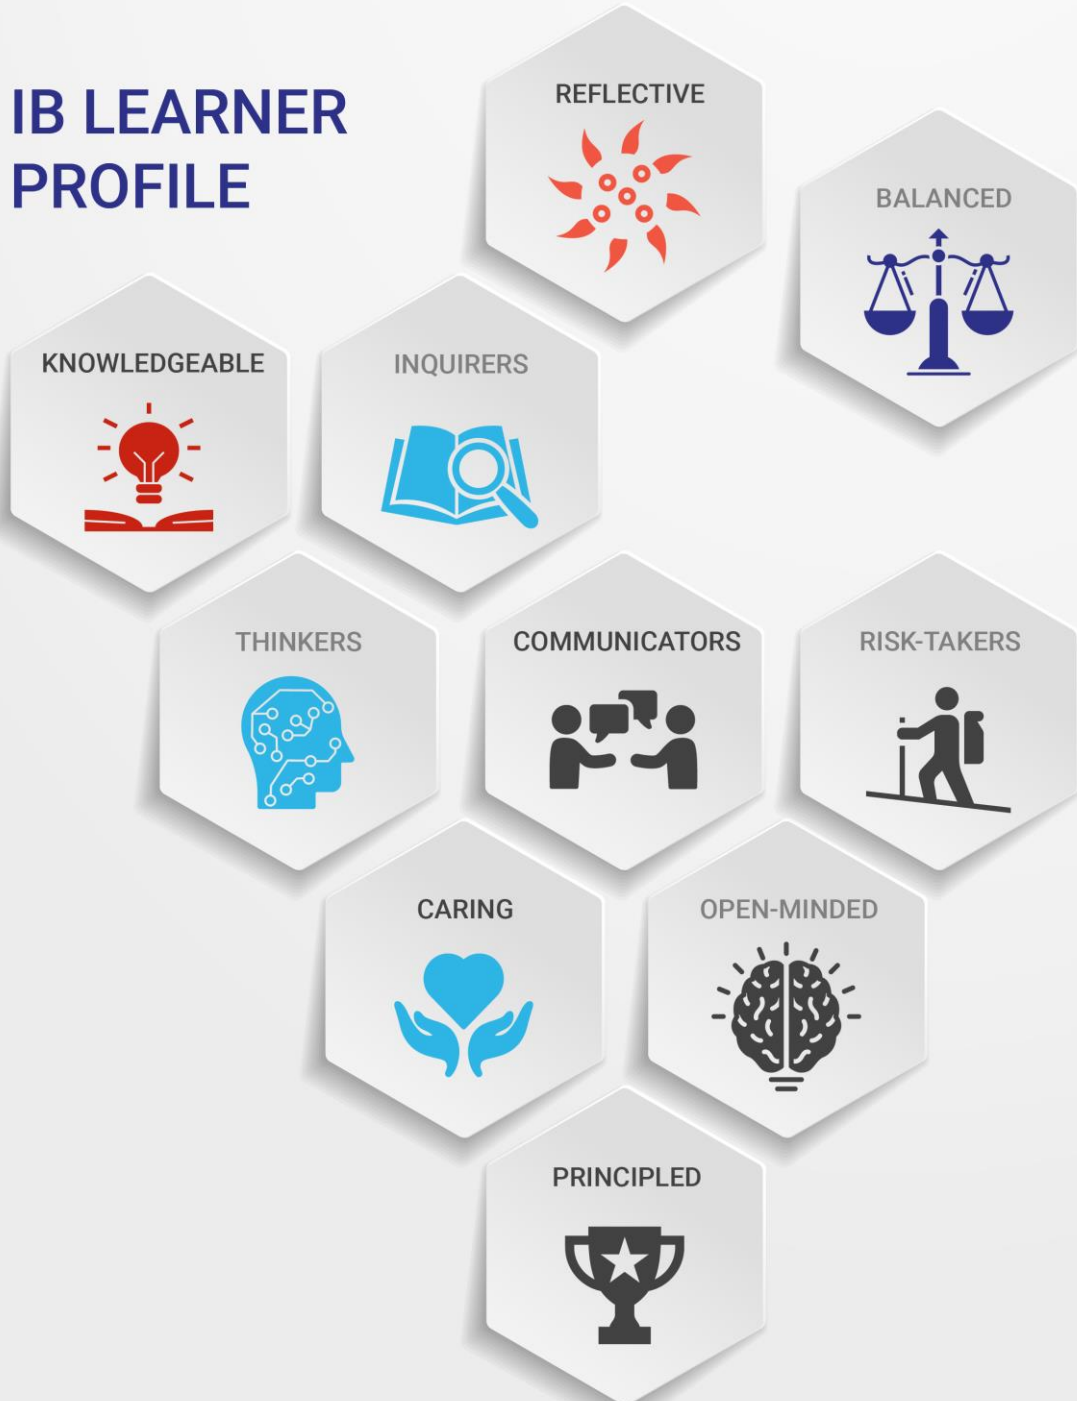 IB LEARNER
PROFILE
REFLECTIVE
BALANCED
KNOWLEDGEABLE
INQUIRERS
THINKERS
COMMUNICATORS
RISK-TAKERS
CARING
OPEN-MINDED
PRINCIPLED